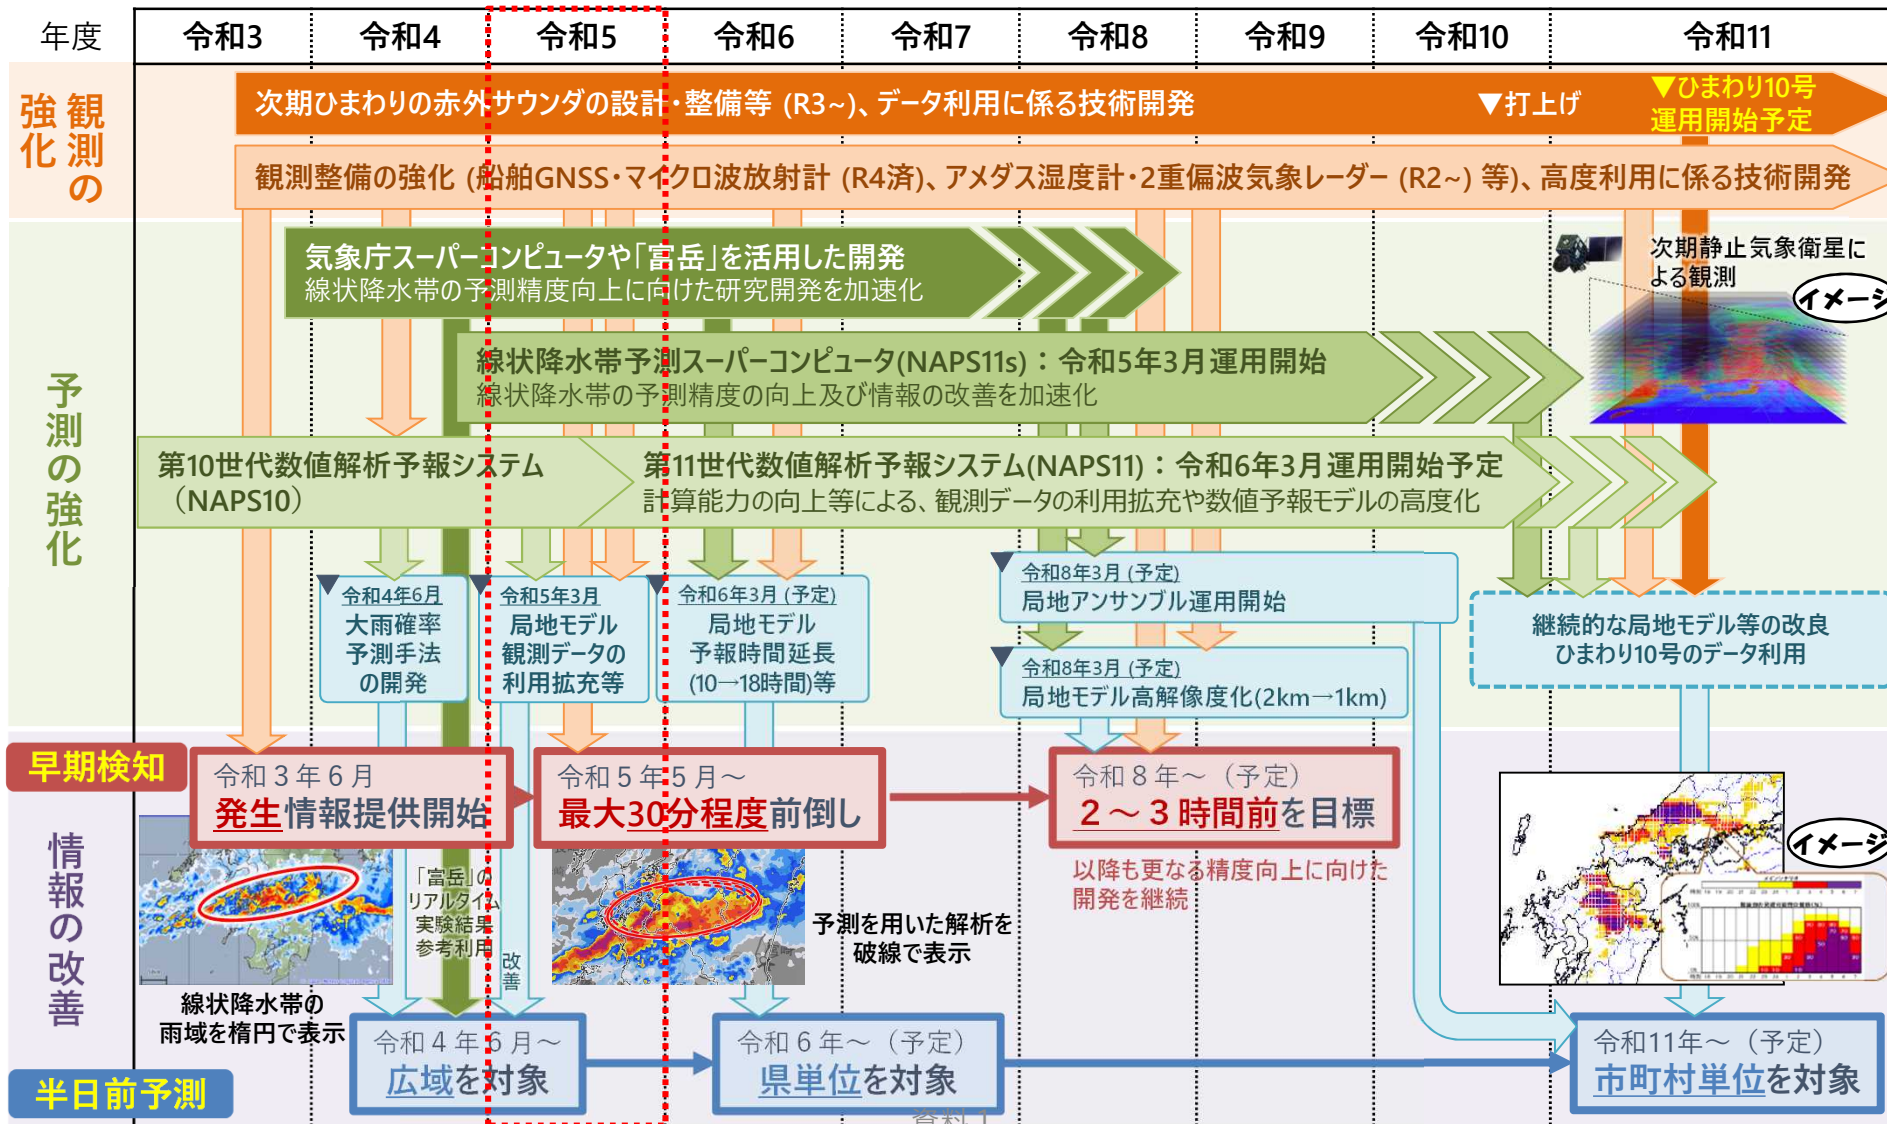 年度
令和3
令和4
令和5
令和6
令和7
令和8
令和9
令和10
令和11
観測の
強化
次期ひまわりの赤外サウンダの設計・整備等 (R3~)、データ利用に係る技術開発
▼打上げ
▼ひまわり10号
運用開始予定
観測整備の強化 (船舶GNSS・マイクロ波放射計 (R4済)、アメダス湿度計・2重偏波気象レーダー (R2~) 等)、高度利用に係る技術開発
予測の強化
気象庁スーパーコンピュータや「富岳」を活用した開発
線状降水帯の予測精度向上に向けた研究開発を加速化
次期静止気象衛星に
よる観測
イメージ
線状降水帯予測スーパーコンピュータ(NAPS11s)：令和5年3月運用開始
線状降水帯の予測精度の向上及び情報の改善を加速化
第10世代数値解析予報システム
（NAPS10）
第11世代数値解析予報システム(NAPS11)：令和6年3月運用開始予定
計算能力の向上等による、観測データの利用拡充や数値予報モデルの高度化
令和4年6月
大雨確率
予測手法
の開発
令和5年3月
局地モデル
観測データの
利用拡充等
令和6年3月 (予定)
局地モデル
予報時間延長
(10→18時間)等
令和8年3月 (予定)
局地アンサンブル運用開始
令和8年3月 (予定)
局地モデル高解像度化(2km→1km)
継続的な局地モデル等の改良
ひまわり10号のデータ利用
情報の改善
早期検知
令和３年６月
発生情報提供開始
令和５年５月～
最大30分程度前倒し
令和８年～（予定）
２～３時間前を目標
以降も更なる精度向上に向けた
開発を継続
「富岳」の
リアルタイム
実験結果
参考利用
改善
線状降水帯の
雨域を楕円で表示
予測を用いた解析を
破線で表示
イメージ
半日前予測
令和４年６月～
広域を対象
令和６年～（予定）
県単位を対象
令和11年～（予定）
市町村単位を対象
資料1